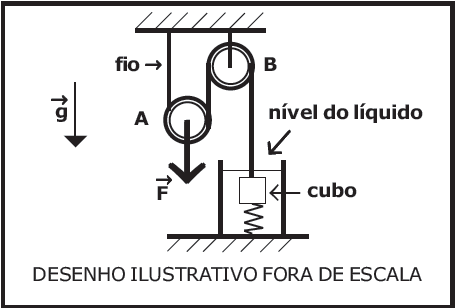 fio →
B
A
g
nível do líquido
F
cubo
DESENHO ILUSTRATIVO FORA DE ESCALA